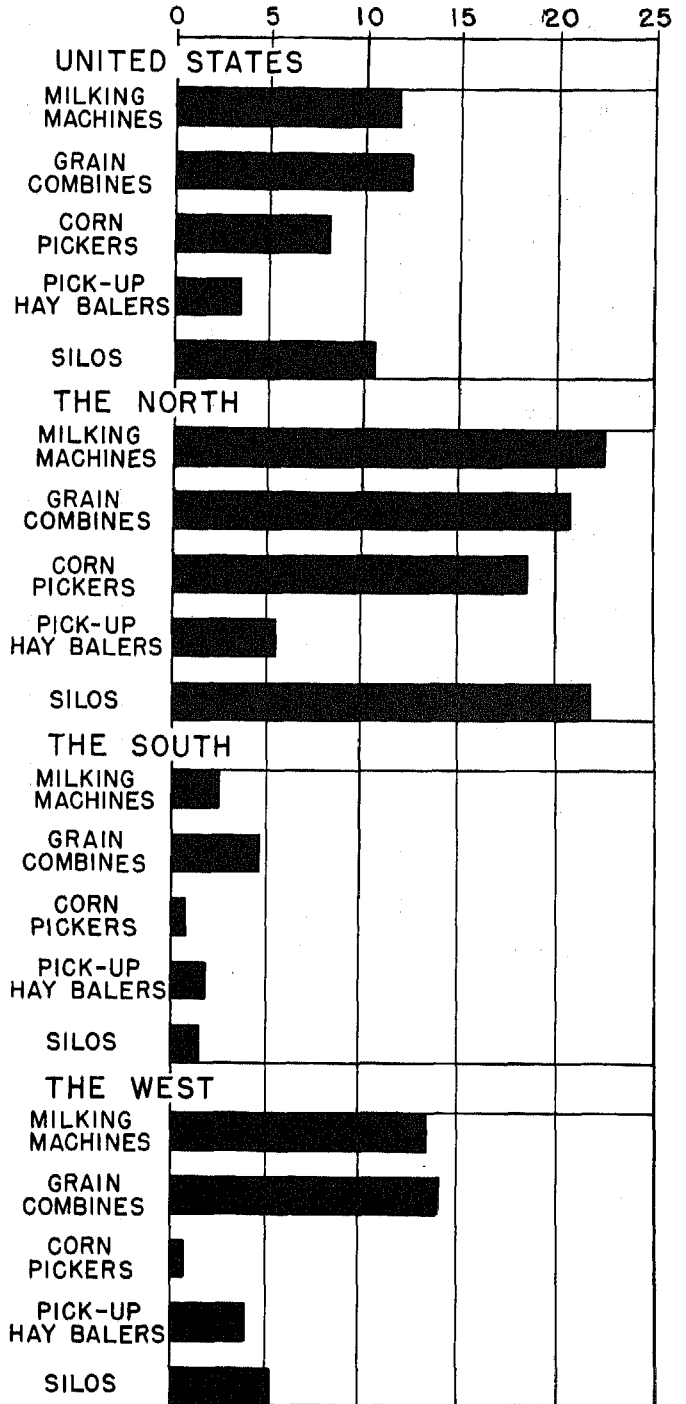 0 5 10 15 20 25
UNITED STATES
MILKING
MACHINES
GRAIN
COMBINES
CORN
PICKERS
PICK-UP
HAY BALERS
SILOS
THE NORTH
MILKING
MACHINES
GRAIN
COMBINES
CORN
PICKERS
PICK-UP
HAY BALERS
SILOS
THE SOUTH
MILKING
MACHINES
GRAIN
COMBINES
CORN
PICKERS
PICK-UP
HAY BALERS
SILOS
THE WEST
MILKING
MACHINES
GRAIN
COMBINES
CORN
PICKERS
PICK-UP
HAY BALERS
SILOS